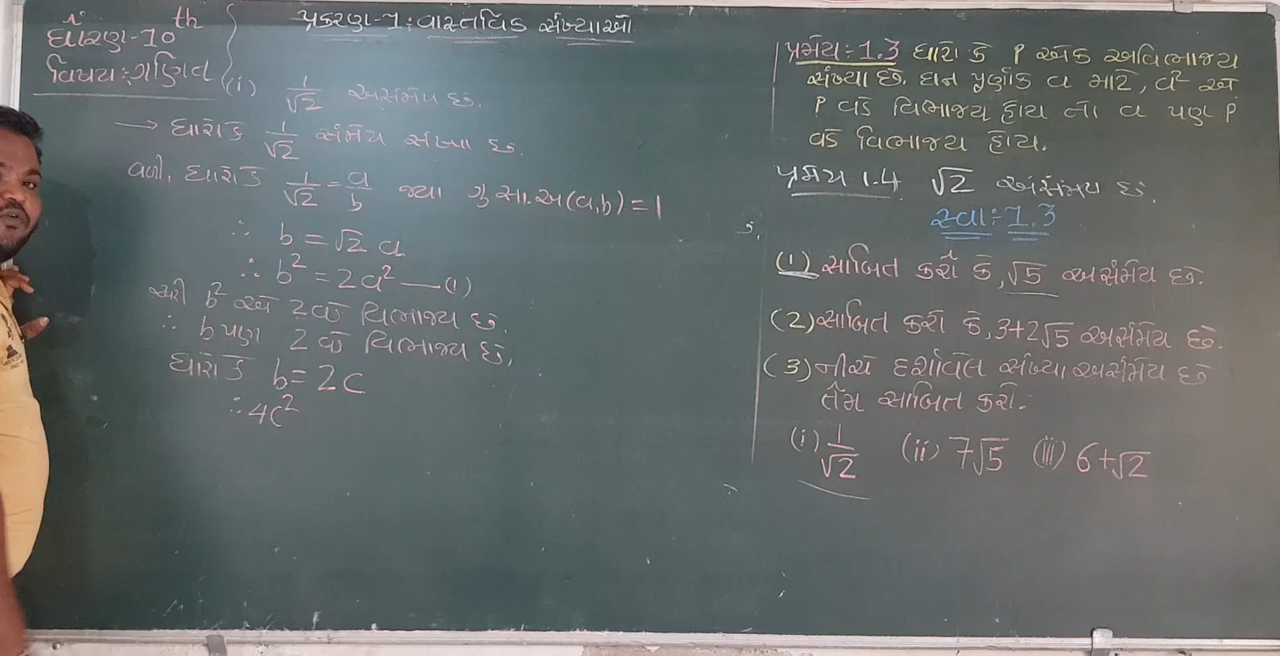 ધોરણ-10th
વિષય:ગણિત
પ્રકરણ-1: વાસ્તવિક સંખ્યાઓ
(i) 1/√2 અસંમેય છે.
→ ધારોકે 1/√2 સંમેય સંખ્યા છે.
વળી, ધારોકે 1/√2 = a/b જ્યા ગુ.સા.અ(a,b)=1
∴ b = √2 a
∴ b² = 2a² —(1)
અહી b² એ 2 વડે વિભાજ્ય છે.
∴ b પણ 2 વડે વિભાજ્ય છે.
ધારોકે b = 2c
∴ 4c²
પ્રમેય:-1.3 ધારો કે P એક અવિભાજ્ય
સંખ્યા છે. ધન પૂર્ણાંક a માટે, a² એ
P વડે વિભાજ્ય હોય તો a પણ P
વડે વિભાજ્ય હોય.
પ્રમેય 1.4 √2 અસંમેય છે.
સ્વા:-1.3
(1) સાબિત કરો કે, √5 અસંમેય છે.
(2) સાબિત કરો કે, 3+2√5 અસંમેય છે.
(3) નીચે દર્શાવેલ સંખ્યા અસંમેય છે
તેમ સાબિત કરો.
(i) 1/√2 (ii) 7√5 (iii) 6+√2